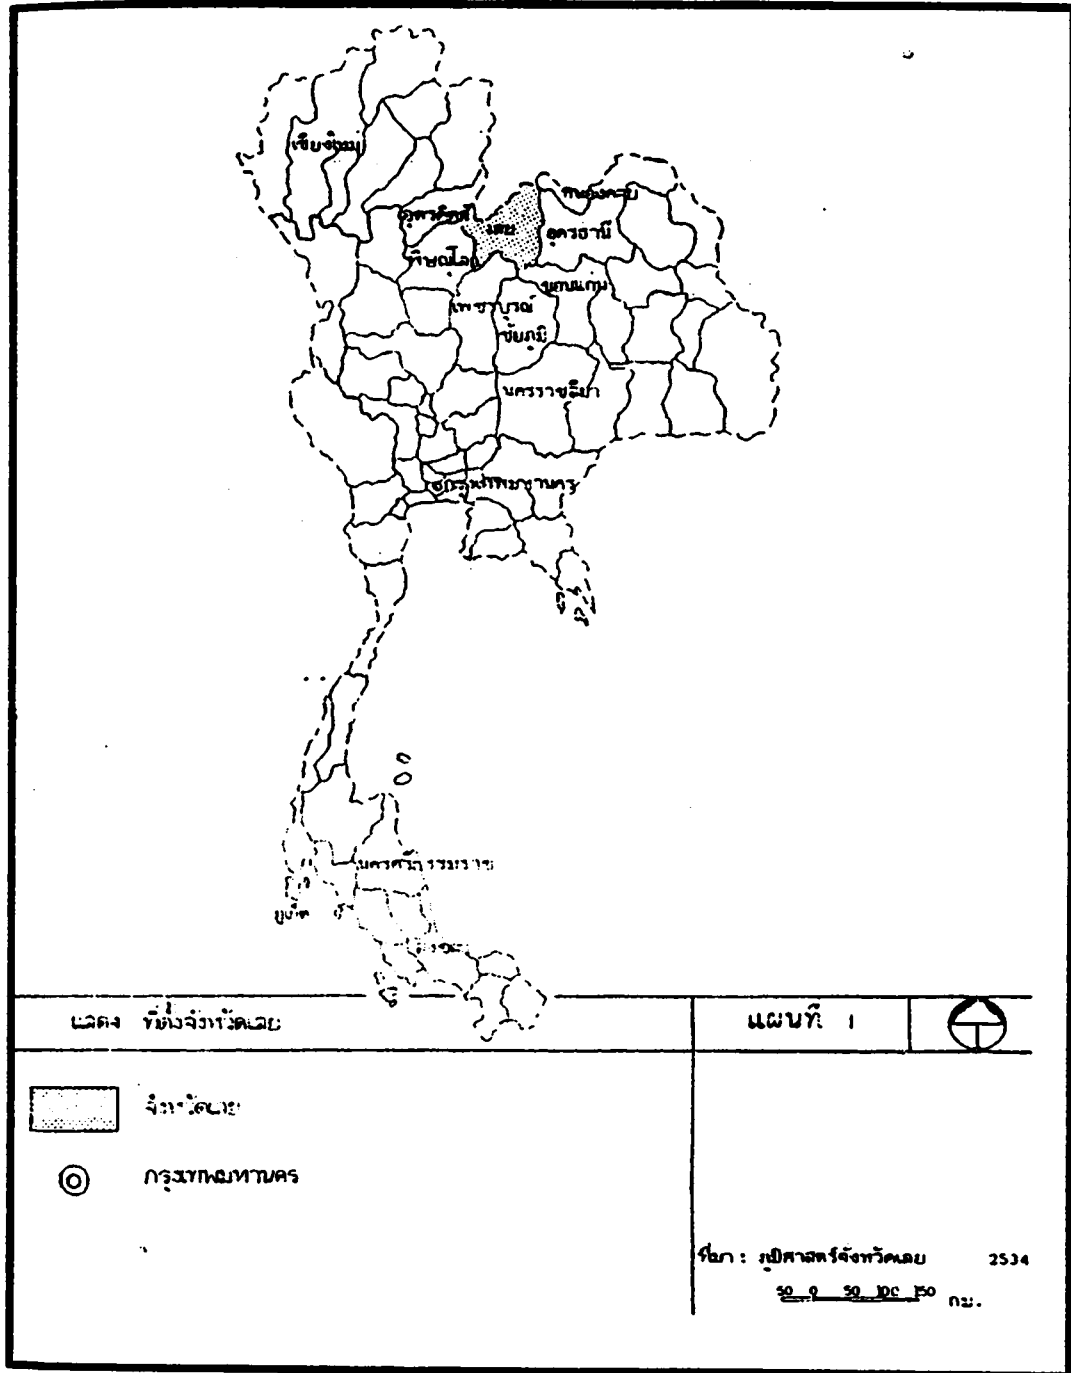 เชียงใหม่
หนองคาย
อุตรดิตถ์
เลย
อุดรธานี
พิษณุโลก
ขอนแก่น
เพชรบูรณ์
ชัยภูมิ
นครราชสีมา
กรุงเทพมหานคร
นครศรีธรรมราช
ภูเก็ต
แสดง ที่ตั้งจังหวัดเลย
แผนที่ 1
จังหวัดเลย
กรุงเทพมหานคร
ที่มา : ภูมิศาสตร์จังหวัดเลย 2534
50 0 50 100 150 กม.